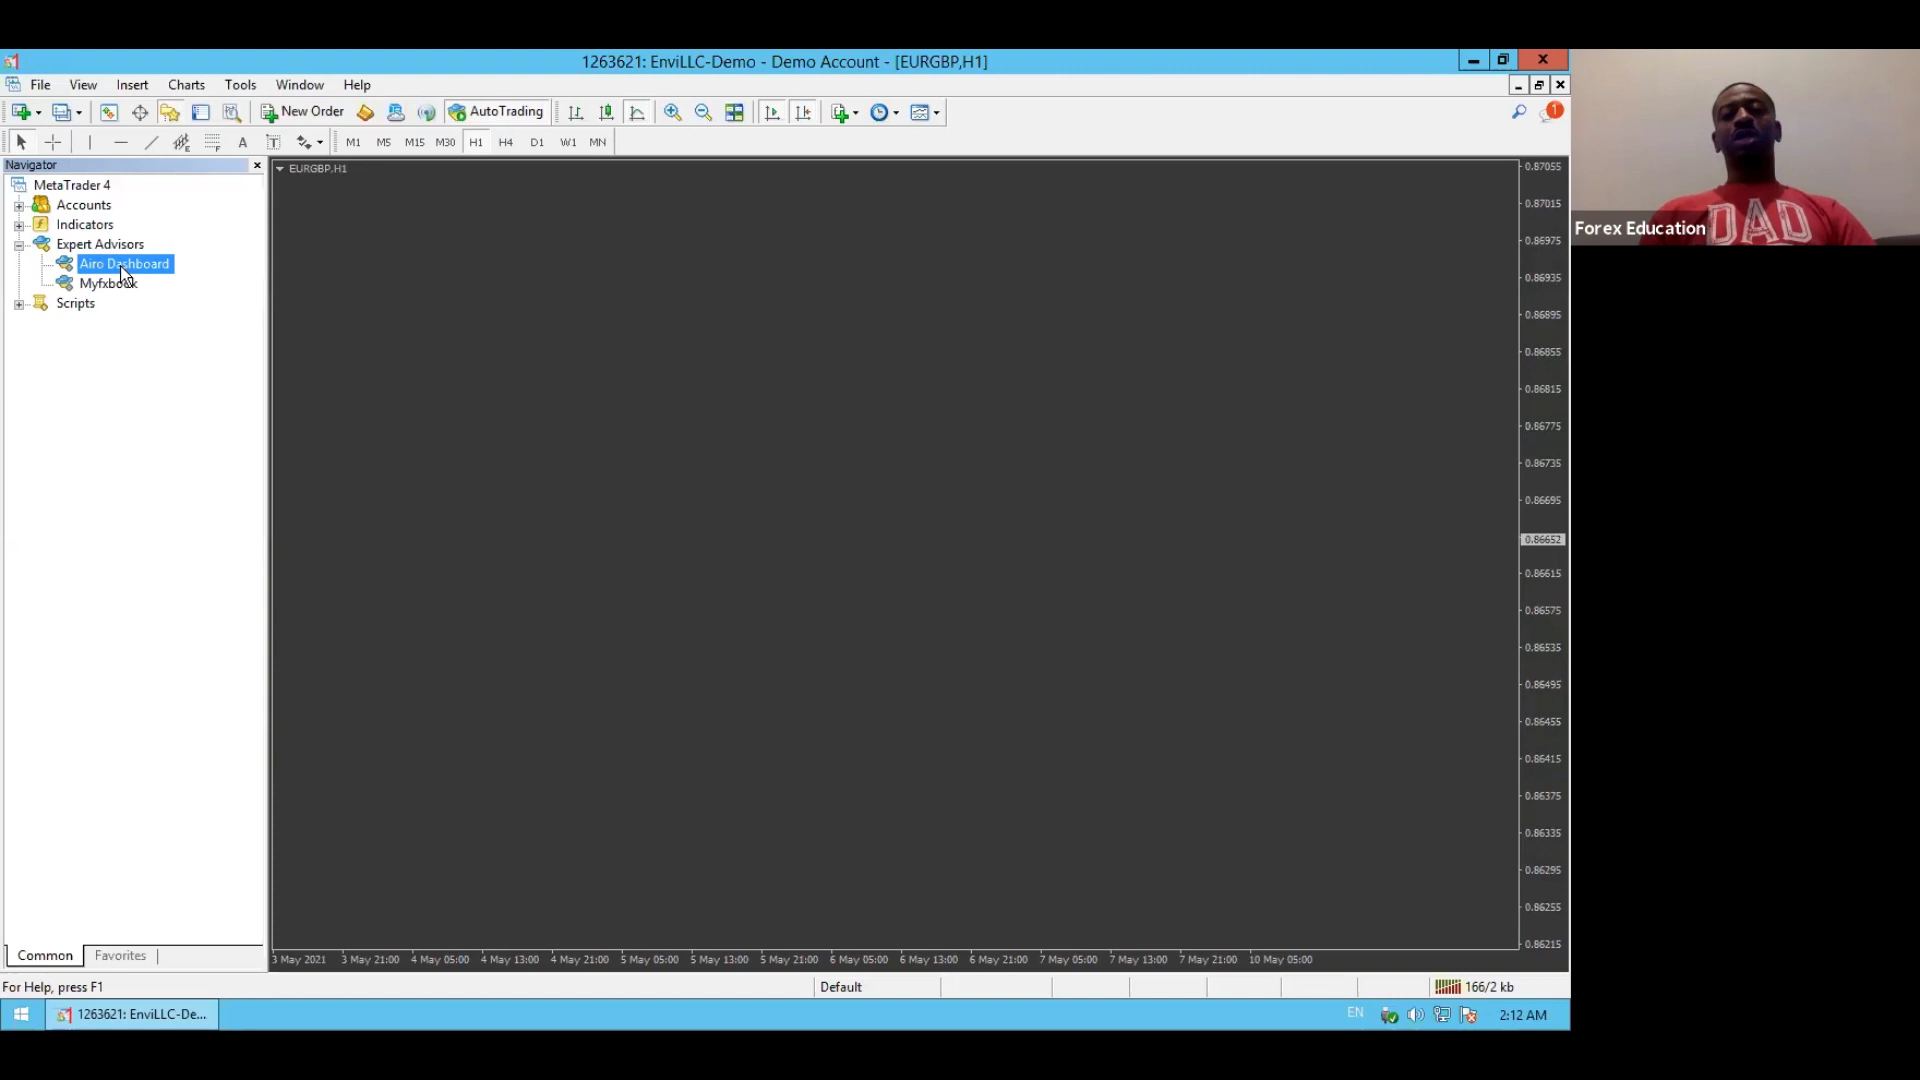 1263621: EnviLLC-Demo - Demo Account - [EURGBP,H1]
File View Insert Charts Tools Window Help
New Order AutoTrading 1
A T M1 M5 M15 M30 H1 H4 D1 W1 MN
Navigator
EURGBP,H1
MetaTrader 4
Accounts
Indicators
Expert Advisors
Airo Dashboard
Myfxbook
Scripts
0.87055
0.87015
0.86975
0.86935
0.86895
0.86855
0.86815
0.86775
0.86735
0.86695
0.86652
0.86615
0.86575
0.86535
0.86495
0.86455
0.86415
0.86375
0.86335
0.86295
0.86255
0.86215
DAD
Forex Education
Common Favorites
3 May 2021 3 May 21:00 4 May 05:00 4 May 13:00 4 May 21:00 5 May 05:00 5 May 13:00 5 May 21:00 6 May 05:00 6 May 13:00 6 May 21:00 7 May 05:00 7 May 13:00 7 May 21:00 10 May 05:00
For Help, press F1 Default 166/2 kb
1263621: EnviLLC-De... EN 2:12 AM